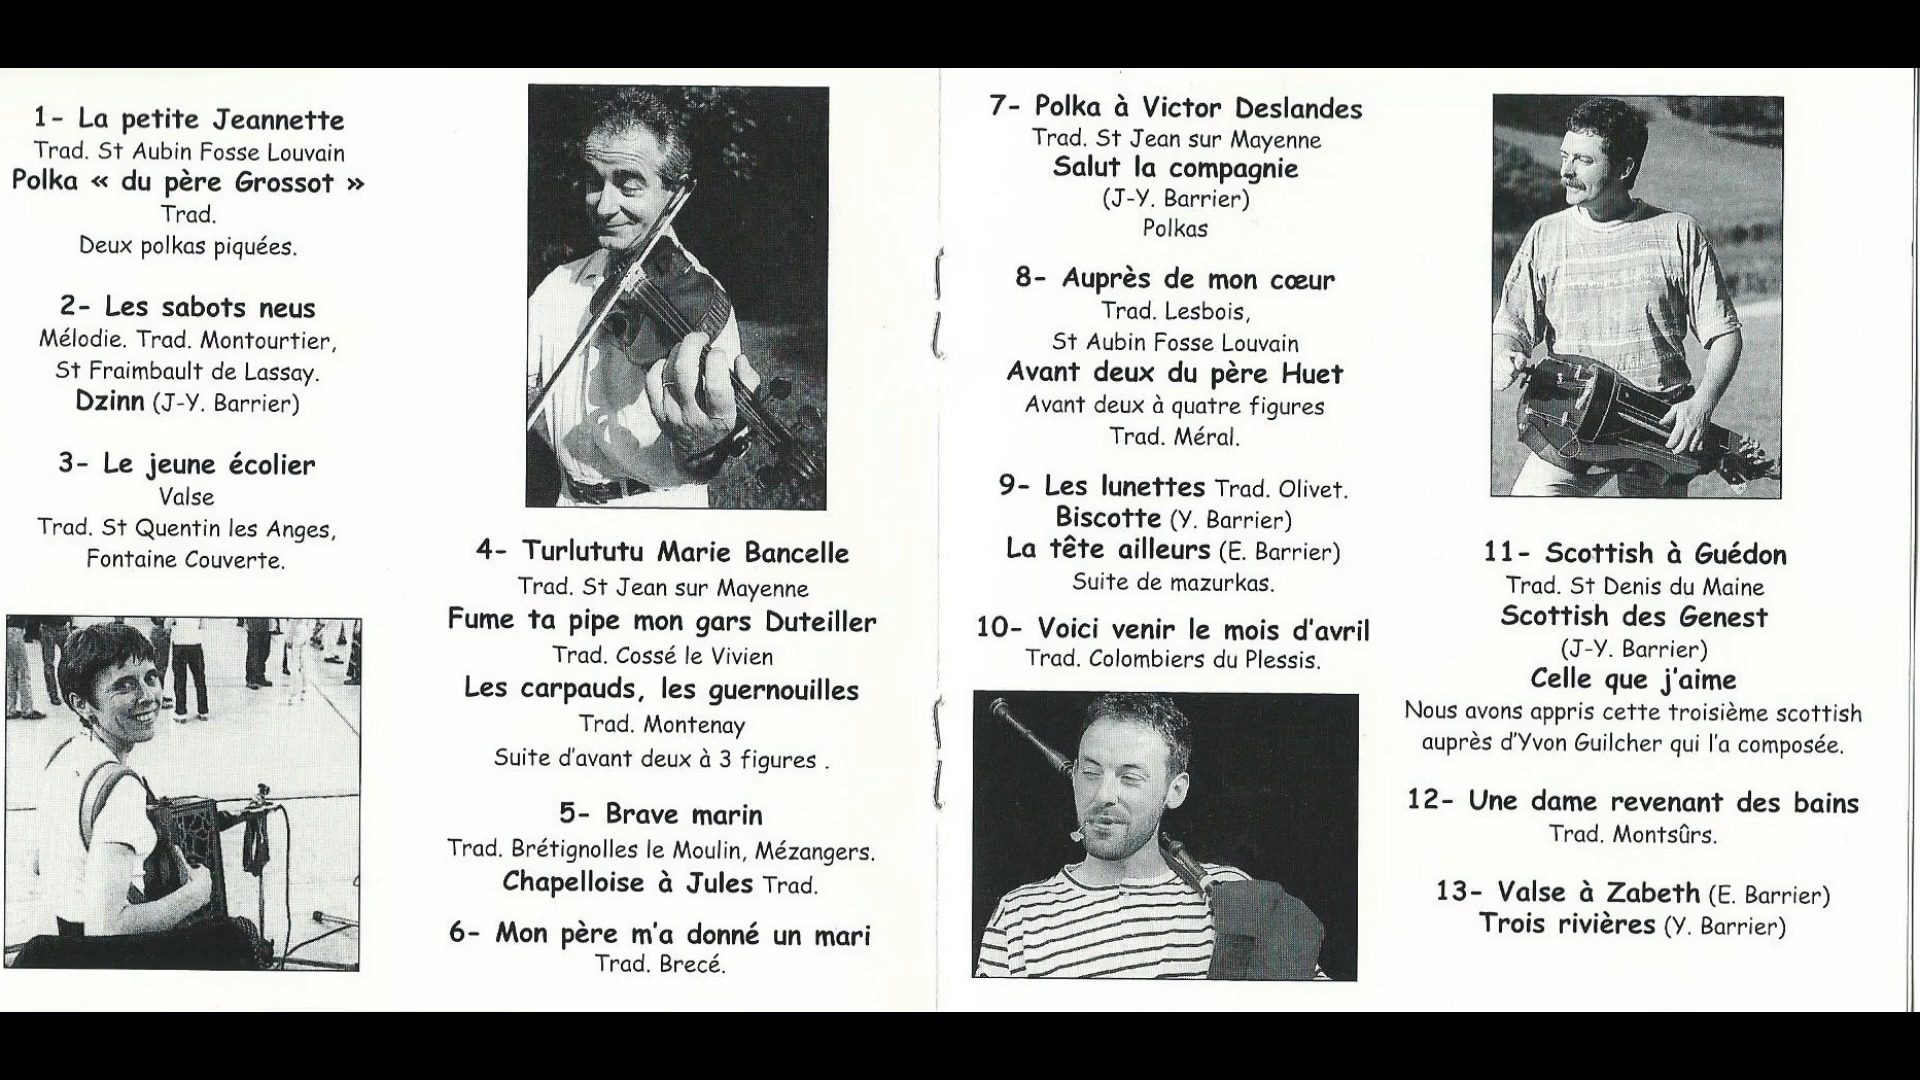 1- La petite Jeannette
Trad. St Aubin Fosse Louvain
Polka « du père Grossot »
Trad.
Deux polkas piquées.
2- Les sabots neus
Mélodie. Trad. Montourtier,
St Fraimbault de Lassay.
Dzinn (J-Y. Barrier)
3- Le jeune écolier
Valse
Trad. St Quentin les Anges,
Fontaine Couverte.
4- Turlututu Marie Bancelle
Trad. St Jean sur Mayenne
Fume ta pipe mon gars Duteiller
Trad. Cossé le Vivien
Les carpauds, les guernouilles
Trad. Montenay
Suite d'avant deux à 3 figures .
5- Brave marin
Trad. Brétignolles le Moulin, Mézangers.
Chapelloise à Jules Trad.
6- Mon père m'a donné un mari
Trad. Brecé.
7- Polka à Victor Deslandes
Trad. St Jean sur Mayenne
Salut la compagnie
(J-Y. Barrier)
Polkas
8- Auprès de mon cœur
Trad. Lesbois,
St Aubin Fosse Louvain
Avant deux du père Huet
Avant deux à quatre figures
Trad. Méral.
9- Les lunettes Trad. Olivet.
Biscotte (Y. Barrier)
La tête ailleurs (E. Barrier)
Suite de mazurkas.
10- Voici venir le mois d'avril
Trad. Colombiers du Plessis.
11- Scottish à Guédon
Trad. St Denis du Maine
Scottish des Genest
(J-Y. Barrier)
Celle que j'aime
Nous avons appris cette troisième scottish
auprès d'Yvon Guilcher qui l'a composée.
12- Une dame revenant des bains
Trad. Montsûrs.
13- Valse à Zabeth (E. Barrier)
Trois rivières (Y. Barrier)